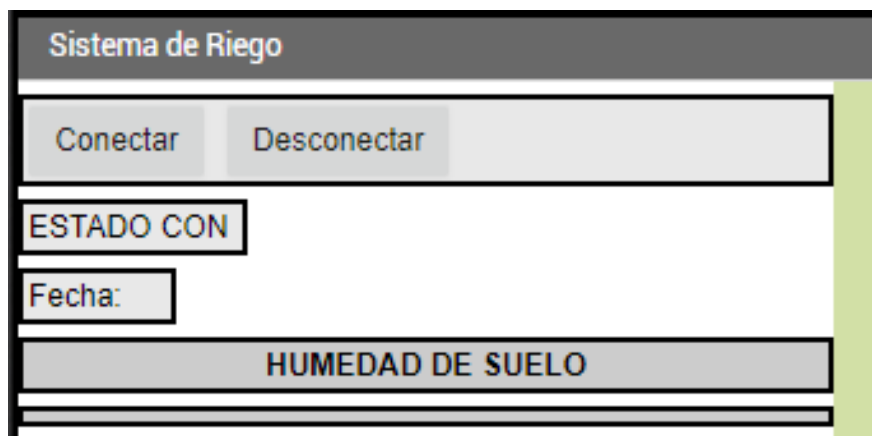 Sistema de Riego
Conectar Desconectar
ESTADO CON
Fecha:
HUMEDAD DE SUELO